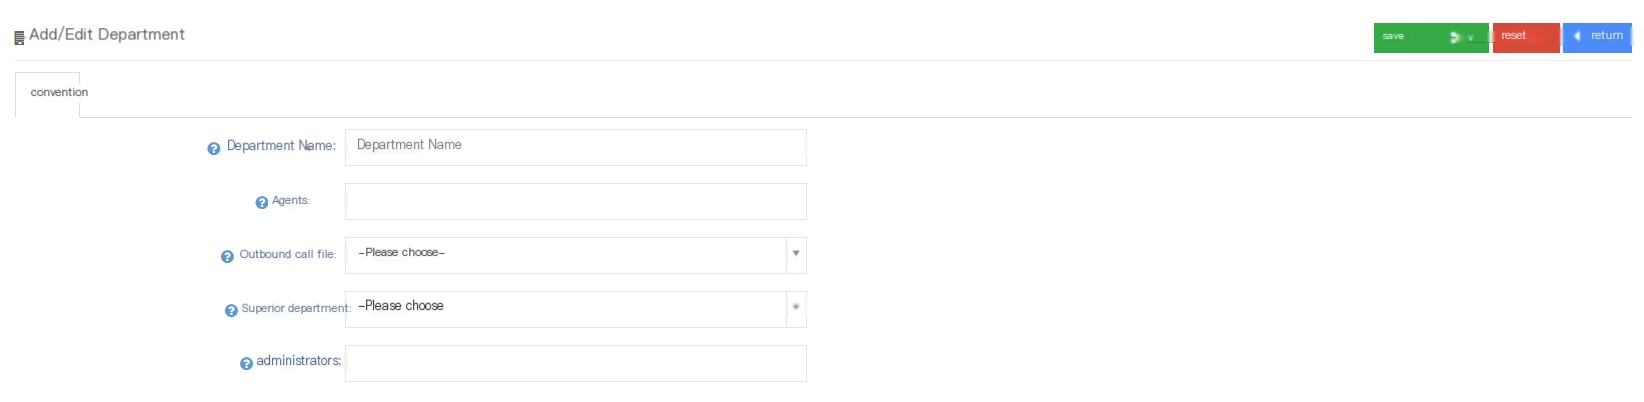 Add/Edit Department
save v reset return
convention
Department Name: Department Name
Agents:
Outbound call file: -Please choose-
Superior department: -Please choose
administrators: